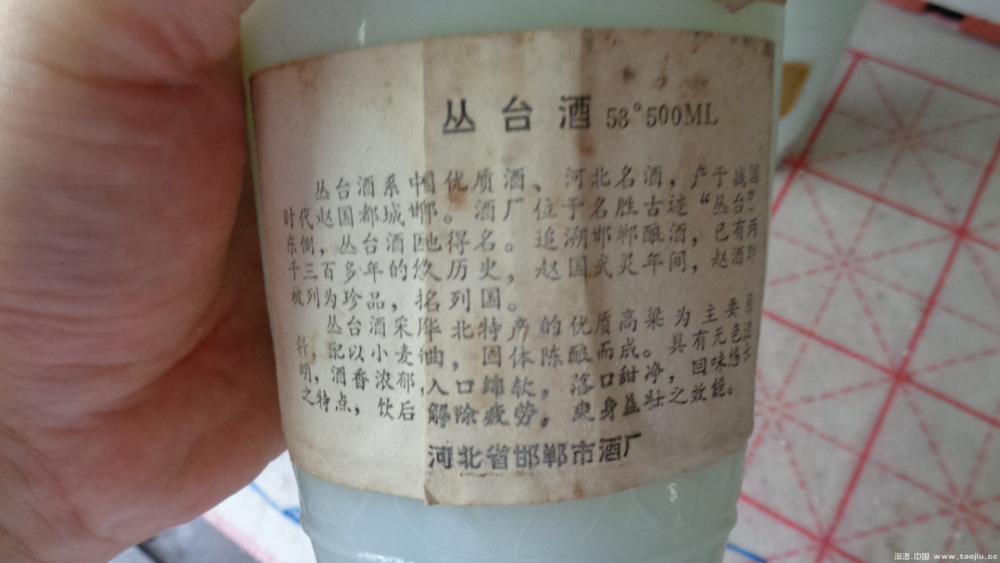 丛台酒 53°500ML
丛台酒系中国优质酒、河北名酒，产于战国
时代赵国都城邯。酒厂位于名胜古迹“丛台”
东侧，丛台酒因地得名。追溯邯郸酿酒，已有两
千三百多年的悠历史，赵国武灵年间，赵酒即
被列为珍品，名列国。
丛台酒采华北特产的优质高粱为主要原
料，配以小麦曲，固体陈酿而成。具有无色透
明，酒香浓郁，入口绵软，落口甜净，回味悠长
之特点，饮后解除疲劳，爽身益壮之效能。
河北省邯郸市酒厂
淘酒.中国 www.taojiu.cc